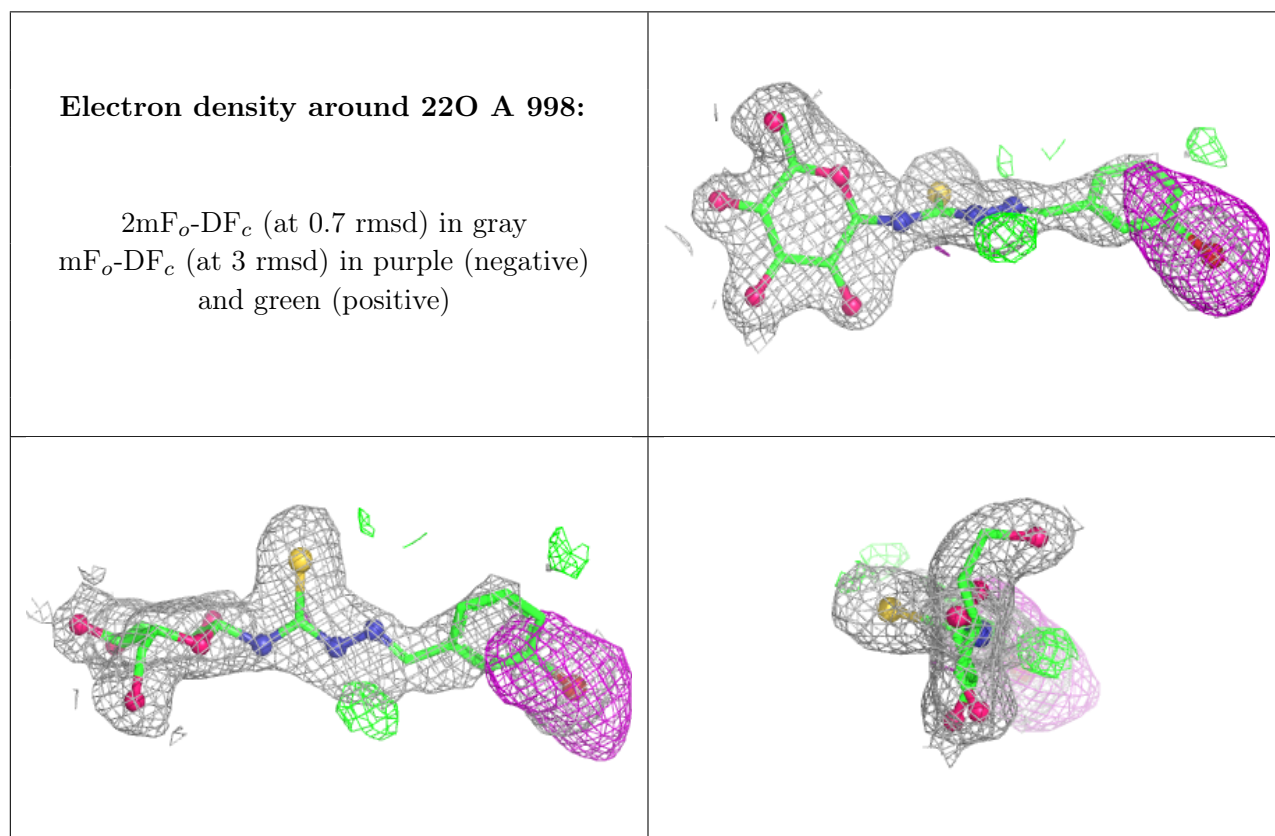 Electron density around 22O A 998:
2mFₒ-DF𝒸 (at 0.7 rmsd) in gray
mFₒ-DF𝒸 (at 3 rmsd) in purple (negative)
and green (positive)